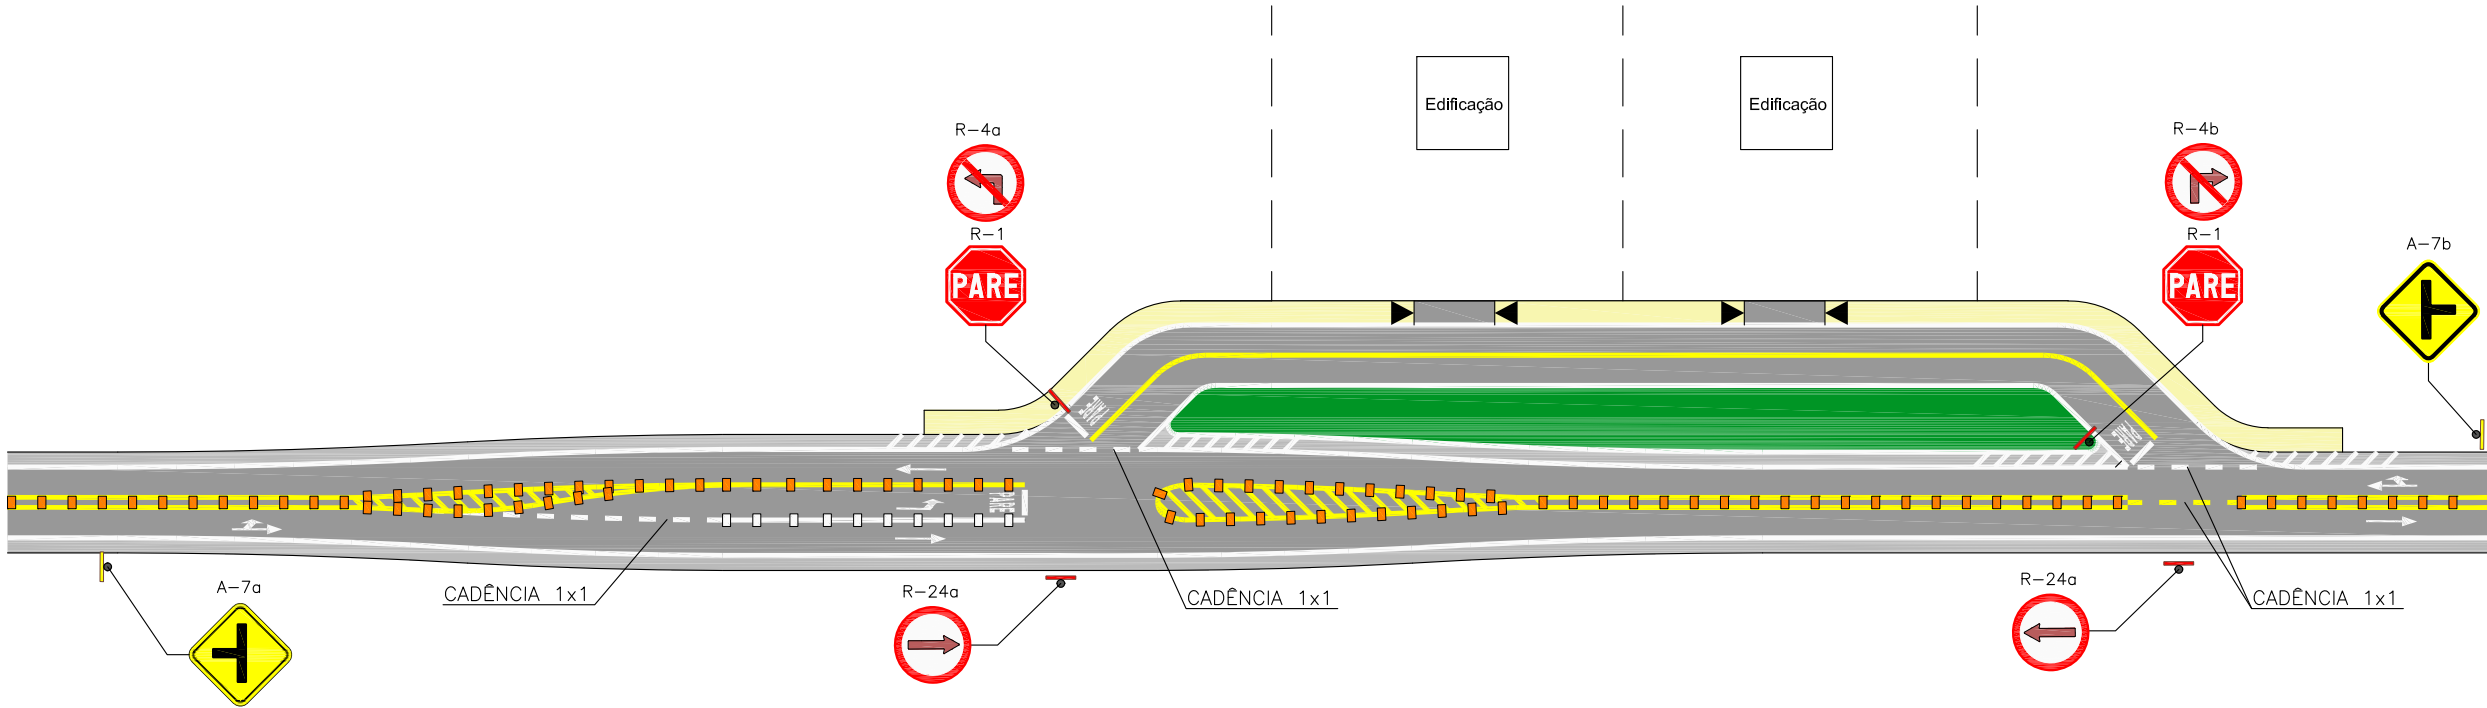 Edificação
Edificação
R-4a
PARE
R-1
R-4b
PARE
R-1
A-7b
PARE
PARE
A-7a
CADÊNCIA 1x1
R-24a
CADÊNCIA 1x1
R-24a
CADÊNCIA 1x1